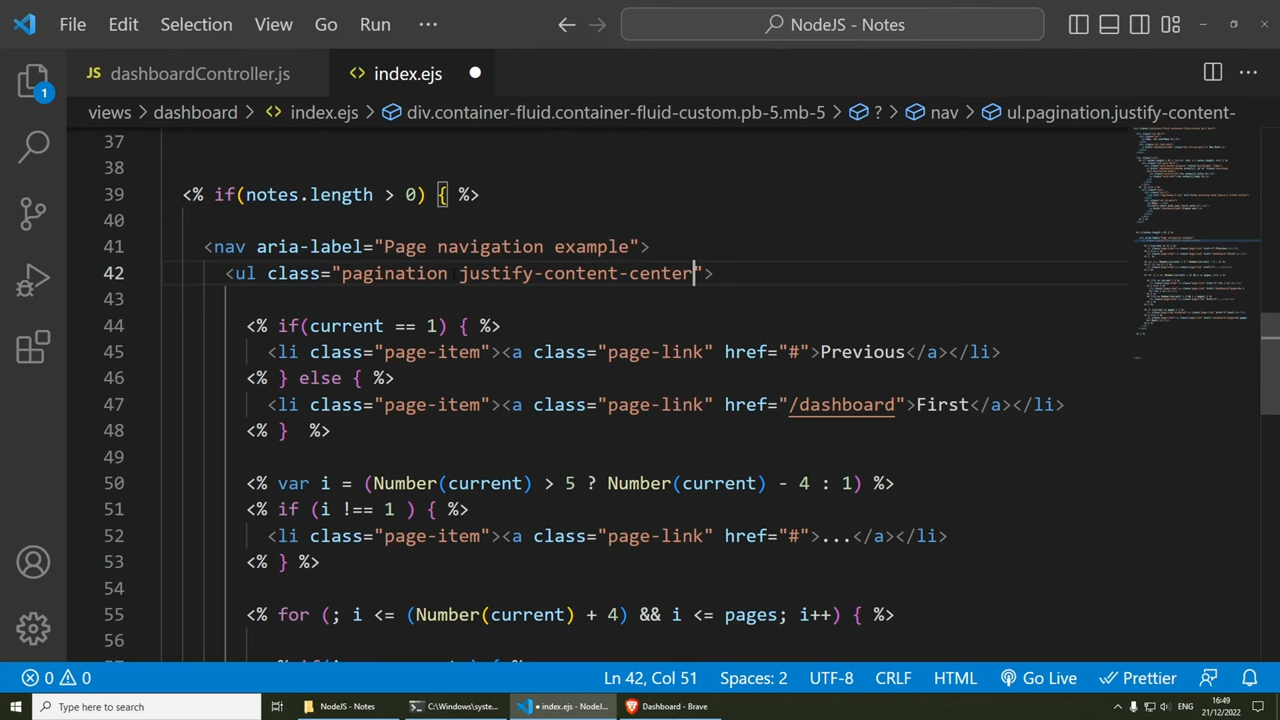 File Edit Selection View Go Run ··· NodeJS - Notes
JS dashboardController.js <> index.ejs
views > dashboard > <> index.ejs > div.container-fluid.container-fluid-custom.pb-5.mb-5 > ? > nav > ul.pagination.justify-content-
37
38
39 <% if(notes.length > 0) { %>
40
41 <nav aria-label="Page navigation example">
42 <ul class="pagination justify-content-center">
43
44 <% if(current == 1) { %>
45 <li class="page-item"><a class="page-link" href="#">Previous</a></li>
46 <% } else { %>
47 <li class="page-item"><a class="page-link" href="/dashboard">First</a></li>
48 <% }  %>
49
50 <% var i = (Number(current) > 5 ? Number(current) - 4 : 1) %>
51 <% if (i !== 1 ) { %>
52 <li class="page-item"><a class="page-link" href="#">...</a></li>
53 <% } %>
54
55 <% for (; i <= (Number(current) + 4) && i <= pages; i++) { %>
56
1
0 0 Ln 42, Col 51 Spaces: 2 UTF-8 CRLF HTML Go Live Prettier
Type here to search NodeJS - Notes C:\Windows\syste... ● index.ejs - NodeJ... Dashboard - Brave ENG 16:49
21/12/2022